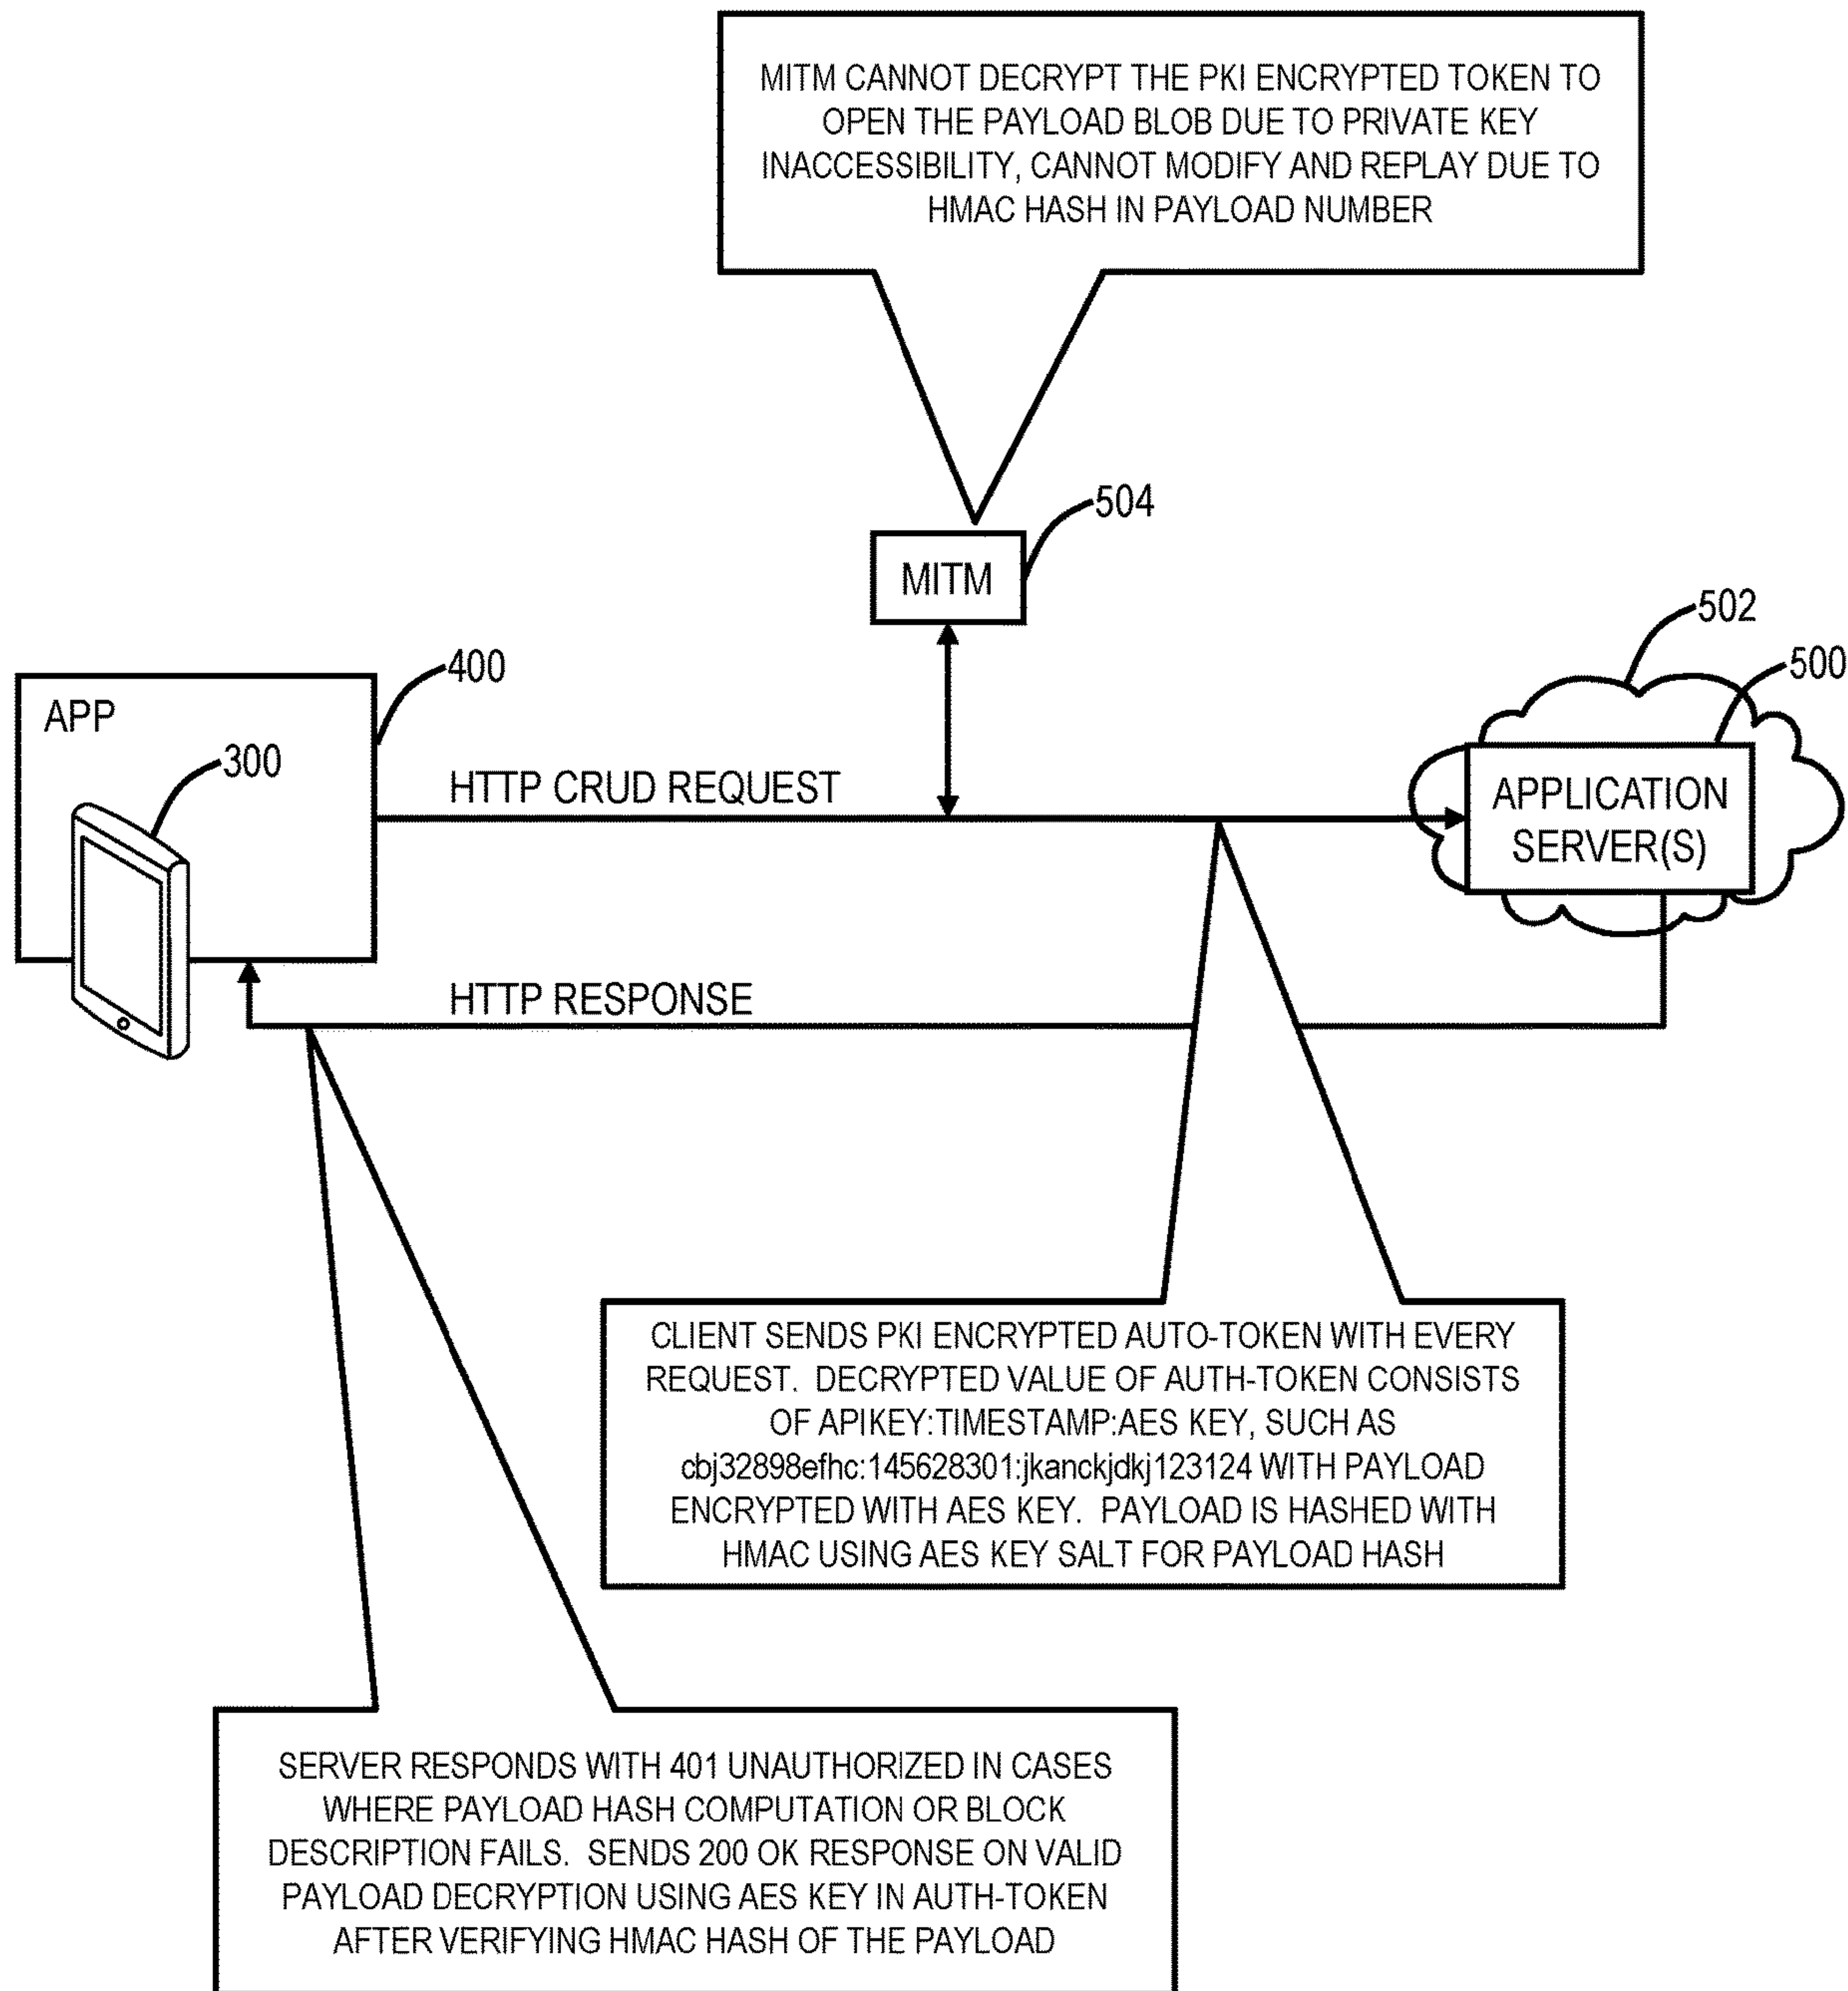 MITM CANNOT DECRYPT THE PKI ENCRYPTED TOKEN TO
OPEN THE PAYLOAD BLOB DUE TO PRIVATE KEY
INACCESSIBILITY, CANNOT MODIFY AND REPLAY DUE TO
HMAC HASH IN PAYLOAD NUMBER
504
MITM
502
500
400
APP
300
HTTP CRUD REQUEST
APPLICATION
SERVER(S)
HTTP RESPONSE
CLIENT SENDS PKI ENCRYPTED AUTO-TOKEN WITH EVERY
REQUEST. DECRYPTED VALUE OF AUTH-TOKEN CONSISTS
OF APIKEY:TIMESTAMP:AES KEY, SUCH AS
cbj32898efhc:145628301:jkanckjdkj123124 WITH PAYLOAD
ENCRYPTED WITH AES KEY. PAYLOAD IS HASHED WITH
HMAC USING AES KEY SALT FOR PAYLOAD HASH
SERVER RESPONDS WITH 401 UNAUTHORIZED IN CASES
WHERE PAYLOAD HASH COMPUTATION OR BLOCK
DESCRIPTION FAILS. SENDS 200 OK RESPONSE ON VALID
PAYLOAD DECRYPTION USING AES KEY IN AUTH-TOKEN
AFTER VERIFYING HMAC HASH OF THE PAYLOAD